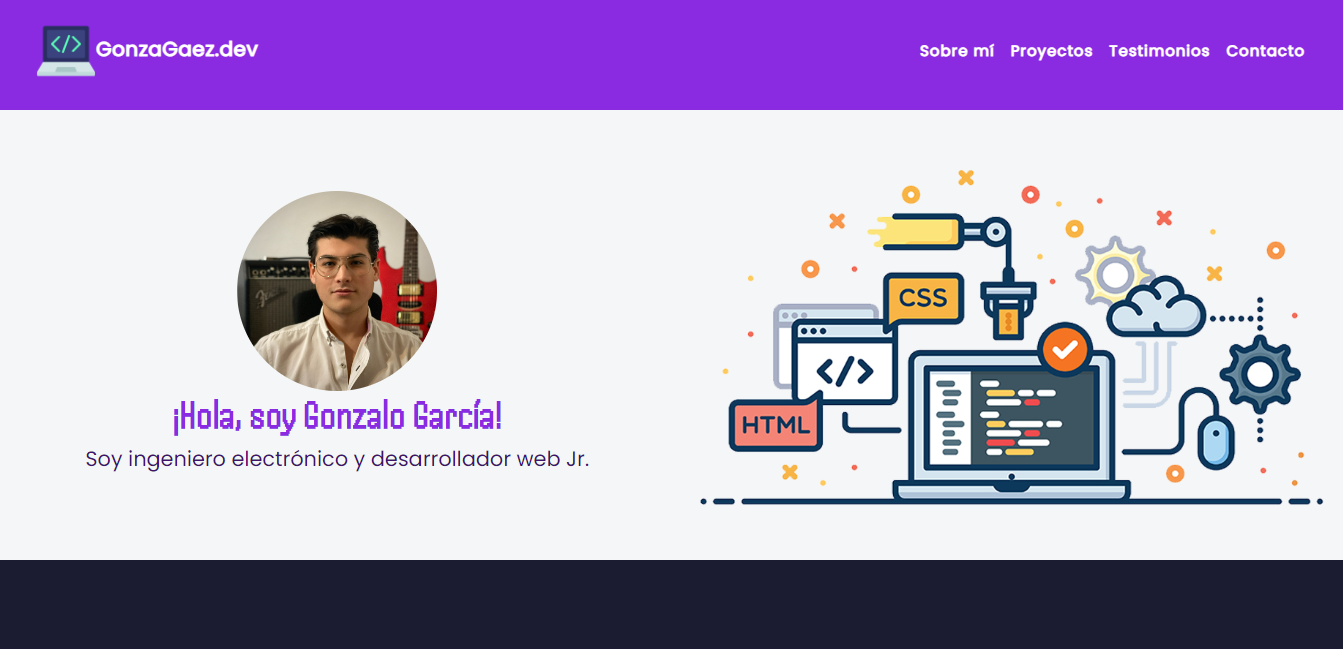 </>
GonzaGaez.dev
Sobre mí Proyectos Testimonios Contacto
CSS
</>
HTML
Fender
¡Hola, soy Gonzalo García!
Soy ingeniero electrónico y desarrollador web Jr.